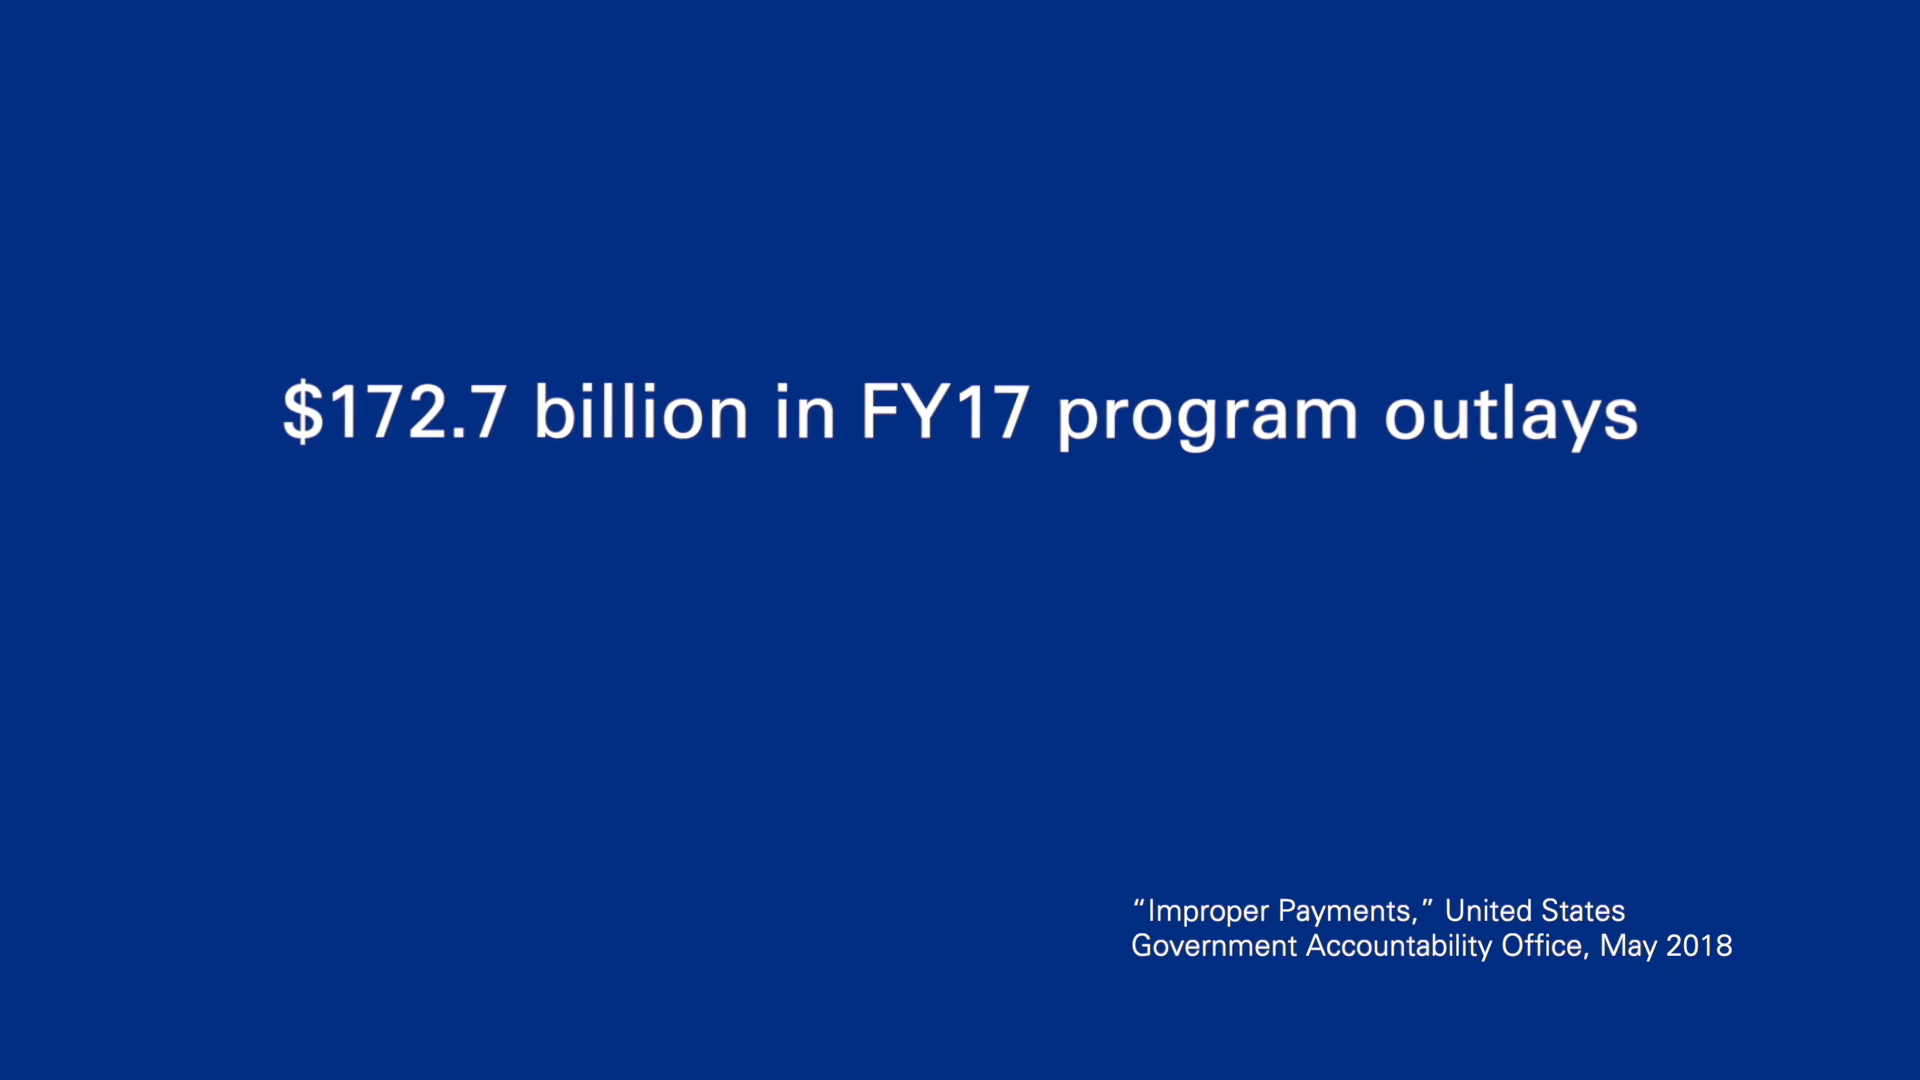 $172.7 billion in FY17 program outlays
“Improper Payments,” United States
Government Accountability Office, May 2018